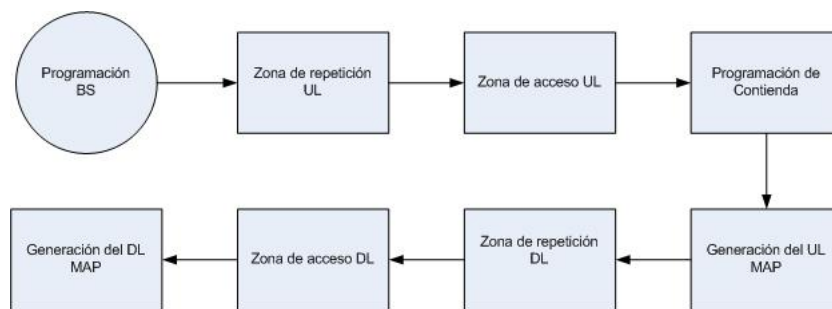 Programación
BS
Zona de repetición
UL
Zona de acceso UL
Programación de
Contienda
Generación del UL
MAP
Zona de repetición
DL
Zona de acceso DL
Generación del DL
MAP